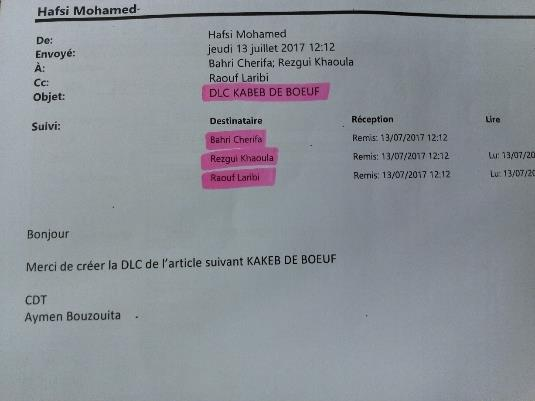 Hafsi Mohamed
De: Hafsi Mohamed
Envoyé: jeudi 13 juillet 2017 12:12
À: Bahri Cherifa; Rezgui Khaoula
Cc: Raouf Laribi
Objet: DLC KABEB DE BOEUF
Suivi: Destinataire Réception Lire
Bahri Cherifa Remis: 13/07/2017 12:12
Rezgui Khaoula Remis: 13/07/2017 12:12 Lu: 13/07/20
Raouf Laribi Remis: 13/07/2017 12:12 Lu: 13/07/20
Bonjour
Merci de créer la DLC de l'article suivant KAKEB DE BOEUF
CDT
Aymen Bouzouita